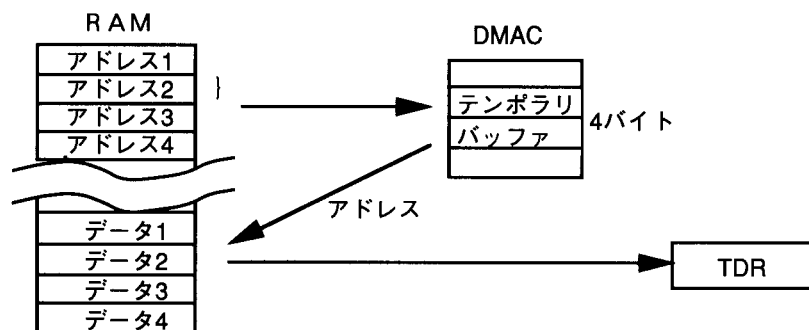 RAM
アドレス1
アドレス2
アドレス3
アドレス4
データ1
データ2
データ3
データ4
}
DMAC
テンポラリ
バッファ
4バイト
アドレス
TDR